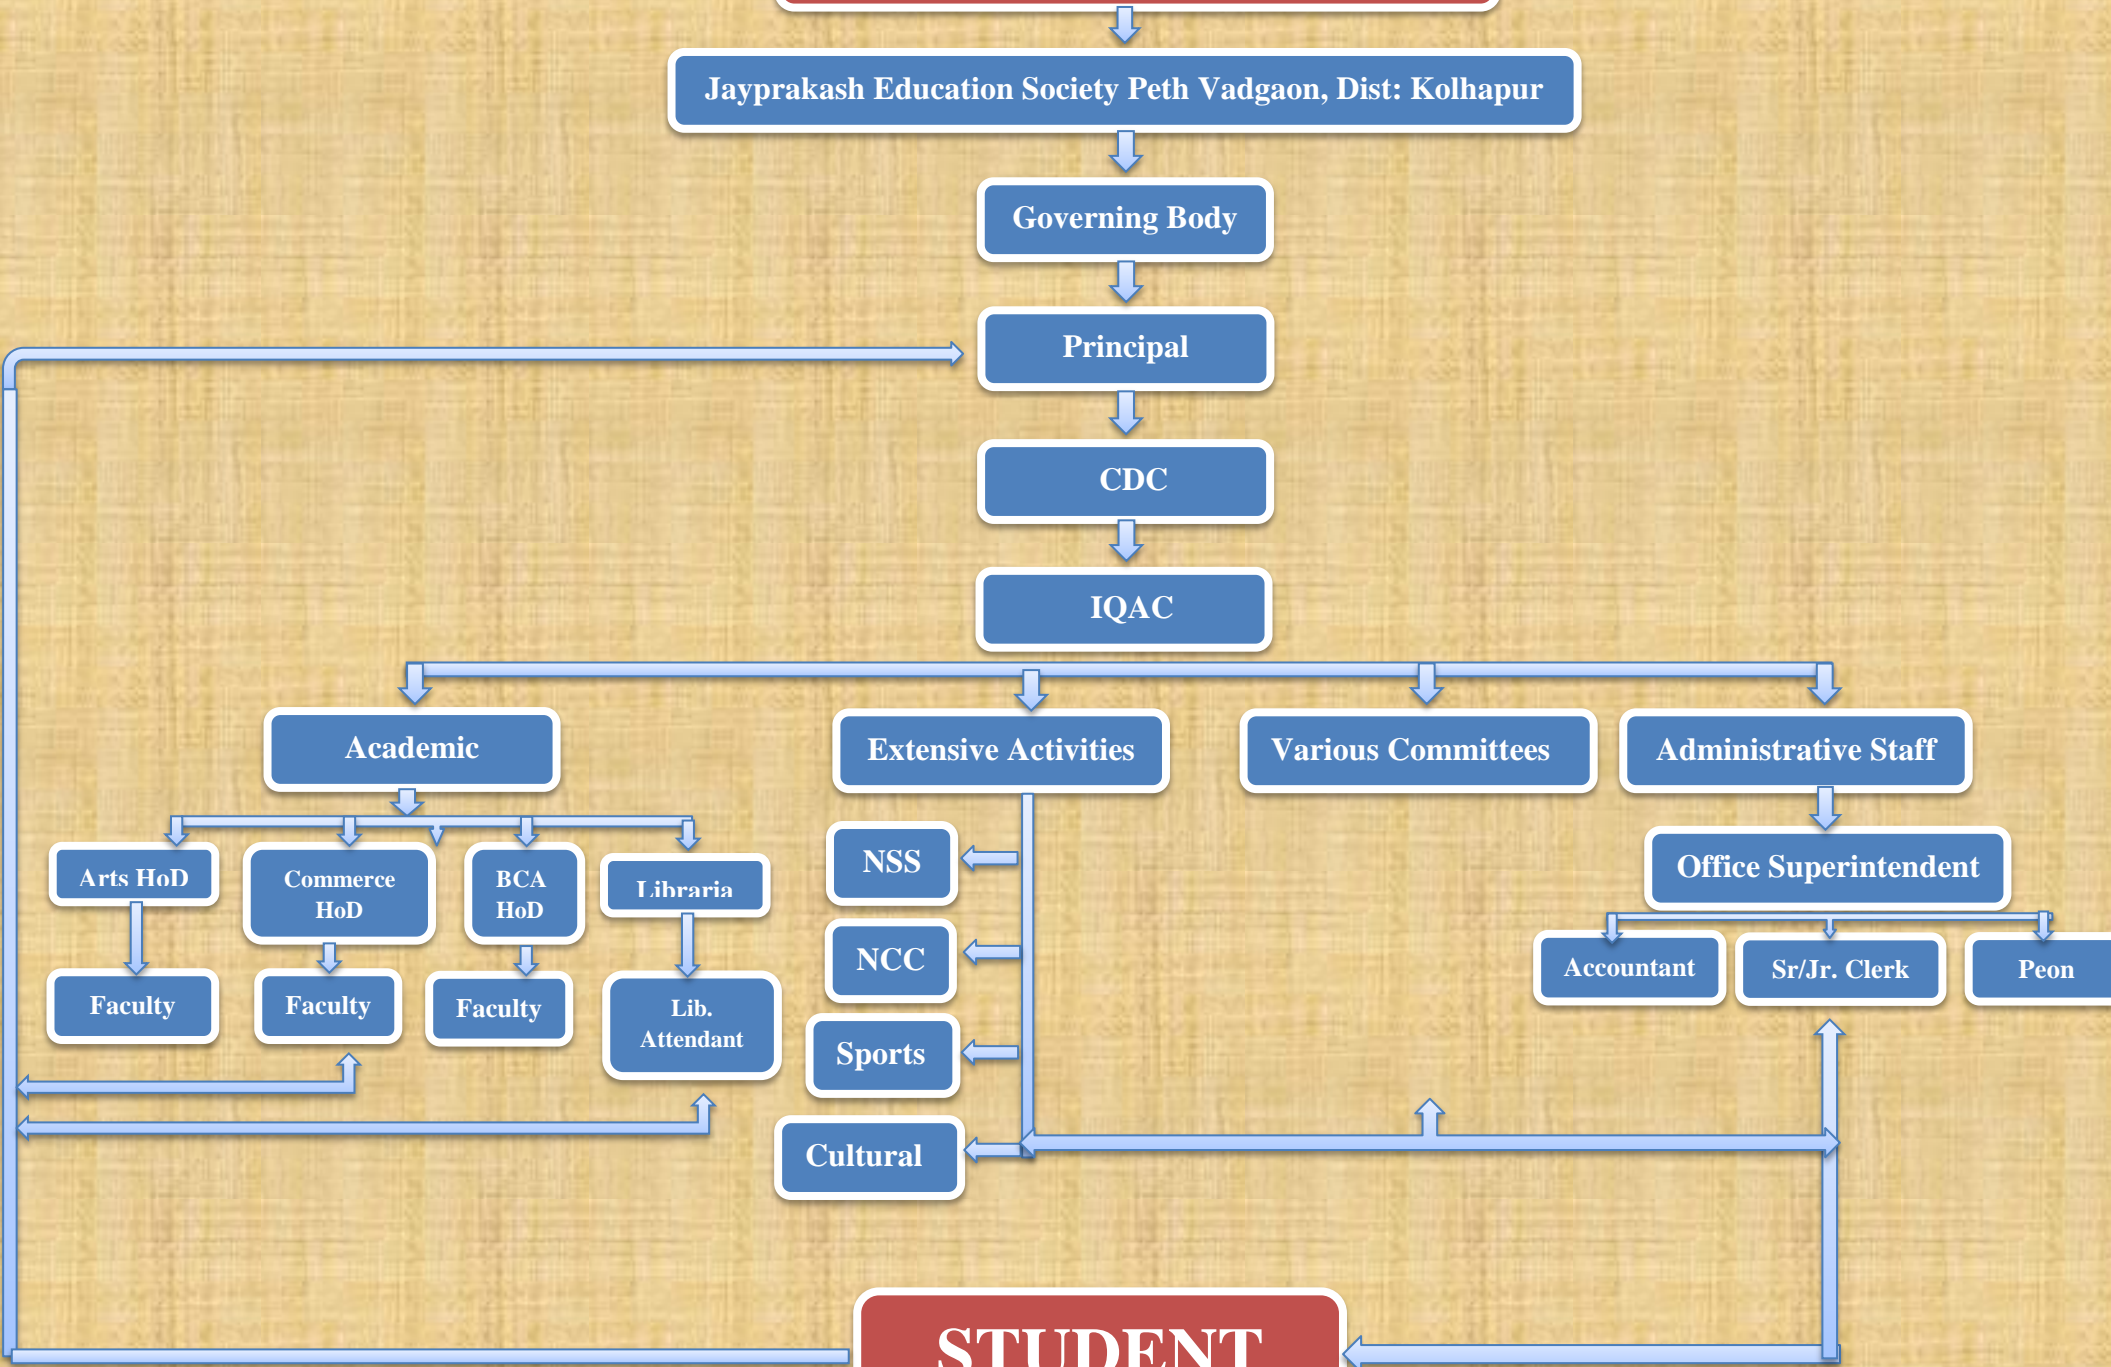 Jayprakash Education Society Peth Vadgaon, Dist: Kolhapur
Governing Body
Principal
CDC
IQAC
Academic
Extensive Activities
Various Committees
Administrative Staff
Arts HoD
Commerce
HoD
BCA
HoD
Libraria
NSS
Office Superintendent
Faculty
Faculty
Faculty
Lib.
Attendant
NCC
Accountant
Sr/Jr. Clerk
Peon
Sports
Cultural
STUDENT